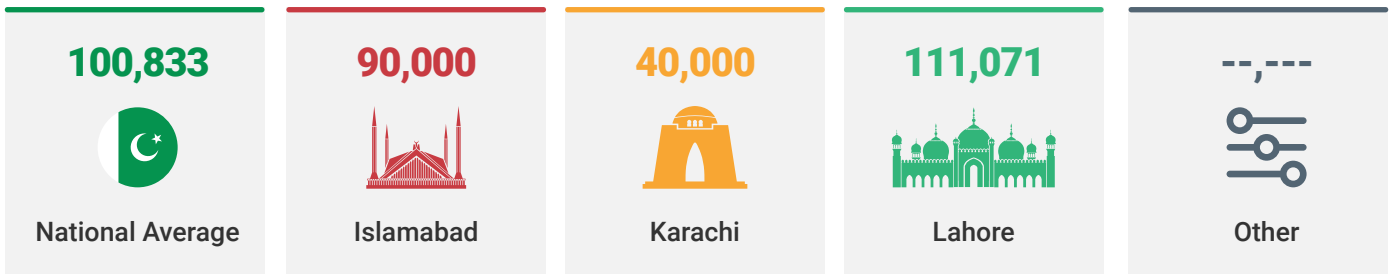 100,833
National Average
90,000
Islamabad
40,000
Karachi
111,071
Lahore
--,---
Other